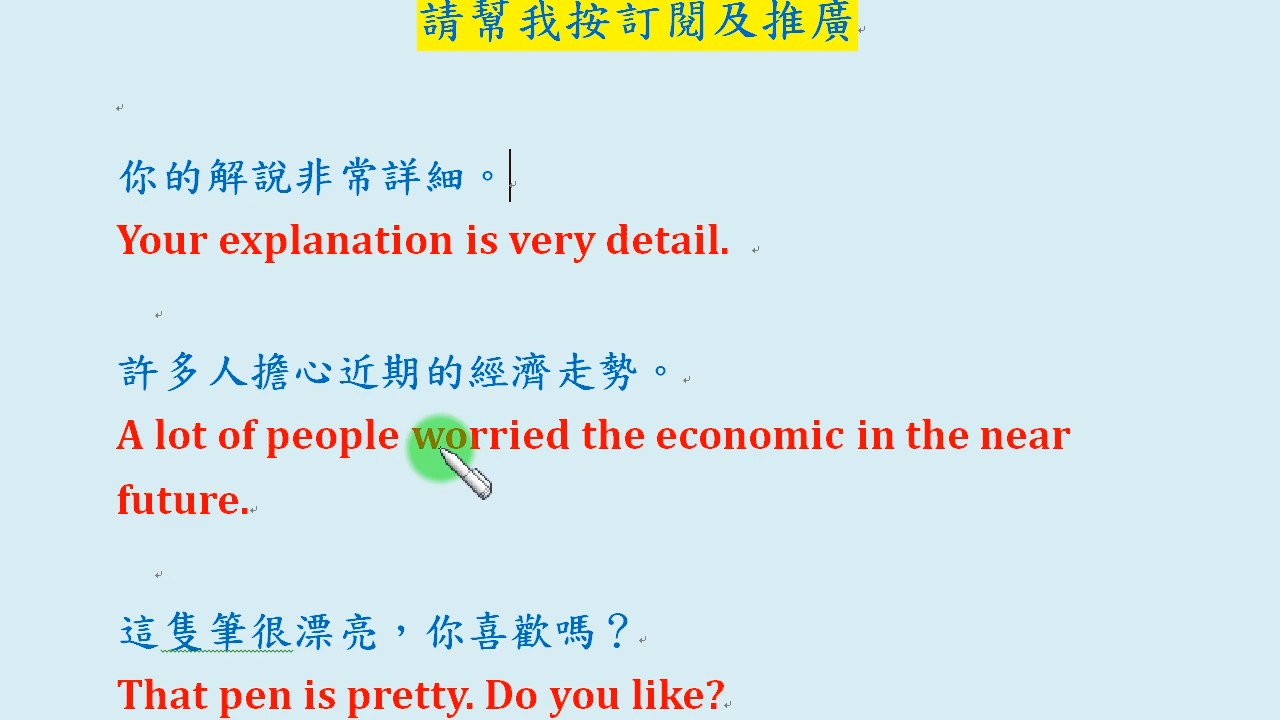 請幫我按訂閱及推廣
你的解說非常詳細。
Your explanation is very detail.
許多人擔心近期的經濟走勢。
A lot of people worried the economic in the near
future.
這隻筆很漂亮，你喜歡嗎？
That pen is pretty. Do you like?